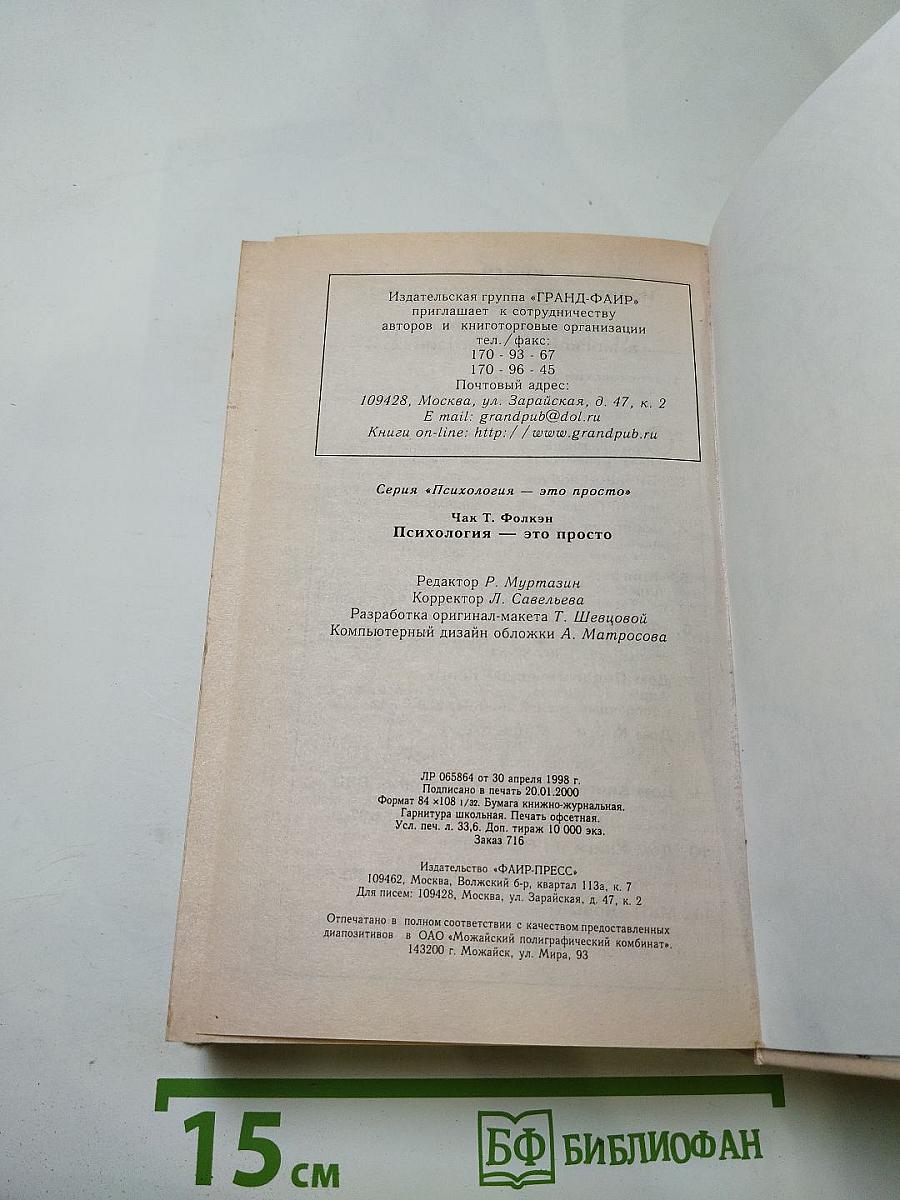 Издательская группа «ГРАНД-ФАИР»
приглашает к сотрудничеству
авторов и книготорговые организации
тел./факс:
170 - 93 - 67
170 - 96 - 45
Почтовый адрес:
109428, Москва, ул. Зарайская, д. 47, к. 2
E mail: grandpub@dol.ru
Книги on-line: http://www.grandpub.ru
Серия «Психология — это просто»
Чак Т. Фолкэн
Психология — это просто
Редактор Р. Муртазин
Корректор Л. Савельева
Разработка оригинал-макета Т. Шевцовой
Компьютерный дизайн обложки А. Матросова
ЛР 065864 от 30 апреля 1998 г.
Подписано в печать 20.01.2000
Формат 84 ×108 1/32. Бумага книжно-журнальная.
Гарнитура школьная. Печать офсетная.
Усл. печ. л. 33,6. Доп. тираж 10 000 экз.
Заказ 716
Издательство «ФАИР-ПРЕСС»
109462, Москва, Волжский б-р, квартал 113а, к. 7
Для писем: 109428, Москва, ул. Зарайская, д. 47, к. 2
Отпечатано в полном соответствии с качеством предоставленных
диапозитивов в ОАО «Можайский полиграфический комбинат».
143200 г. Можайск, ул. Мира, 93
15 см
БФ БИБЛИОФАН